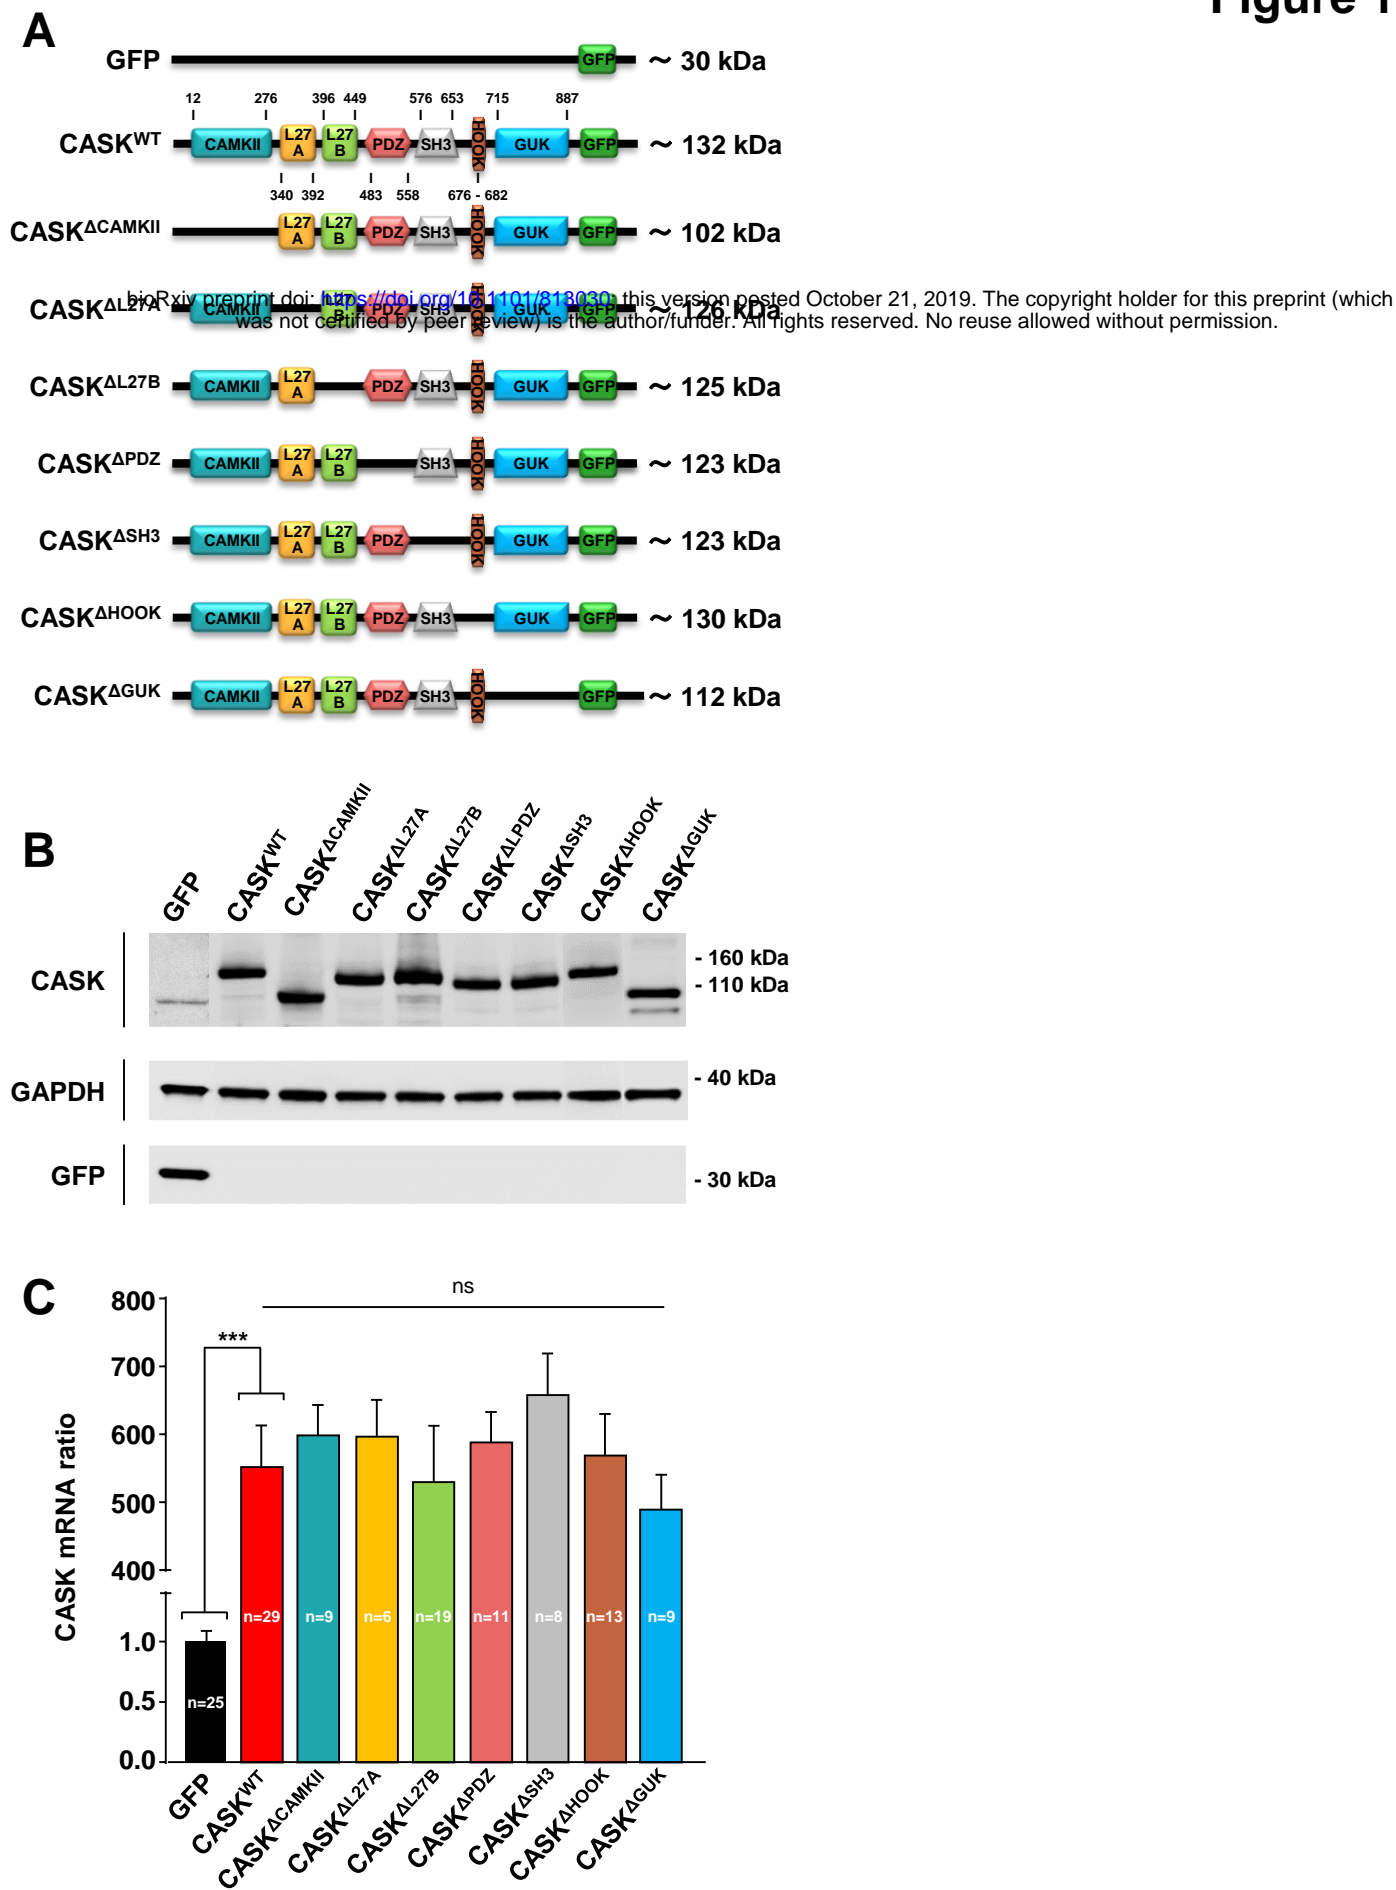 Figure 1
A
GFP
GFP
~ 30 kDa
12 276 396 449 576 653 715 887
CASKWT
CAMKII L27 A L27 B PDZ SH3 HOOK GUK GFP
~ 132 kDa
340 392 483 558 676 - 682
CASKΔCAMKII
L27 A L27 B PDZ SH3 HOOK GUK GFP
~ 102 kDa
bioRxiv preprint doi: https://doi.org/10.1101/813030; this version posted October 21, 2019. The copyright holder for this preprint (which
was not certified by peer review) is the author/funder. All rights reserved. No reuse allowed without permission.
CASKΔL27A
CAMKII L27 B PDZ SH3 HOOK GUK GFP
~ 126 kDa
CASKΔL27B
CAMKII L27 A PDZ SH3 HOOK GUK GFP
~ 125 kDa
CASKΔPDZ
CAMKII L27 A L27 B SH3 HOOK GUK GFP
~ 123 kDa
CASKΔSH3
CAMKII L27 A L27 B PDZ HOOK GUK GFP
~ 123 kDa
CASKΔHOOK
CAMKII L27 A L27 B PDZ SH3 GUK GFP
~ 130 kDa
CASKΔGUK
CAMKII L27 A L27 B PDZ SH3 HOOK GFP
~ 112 kDa
B
GFP CASKWT CASKΔCAMKII CASKΔL27A CASKΔL27B CASKΔLPDZ CASKΔSH3 CASKΔHOOK CASKΔGUK
CASK
- 160 kDa
- 110 kDa
GAPDH
- 40 kDa
GFP
- 30 kDa
C
ns
***
CASK mRNA ratio
800
700
600
500
400
1.0
0.5
0.0
n=25 n=29 n=9 n=6 n=19 n=11 n=8 n=13 n=9
GFP CASKWT CASKΔCAMKII CASKΔL27A CASKΔL27B CASKΔPDZ CASKΔSH3 CASKΔHOOK CASKΔGUK